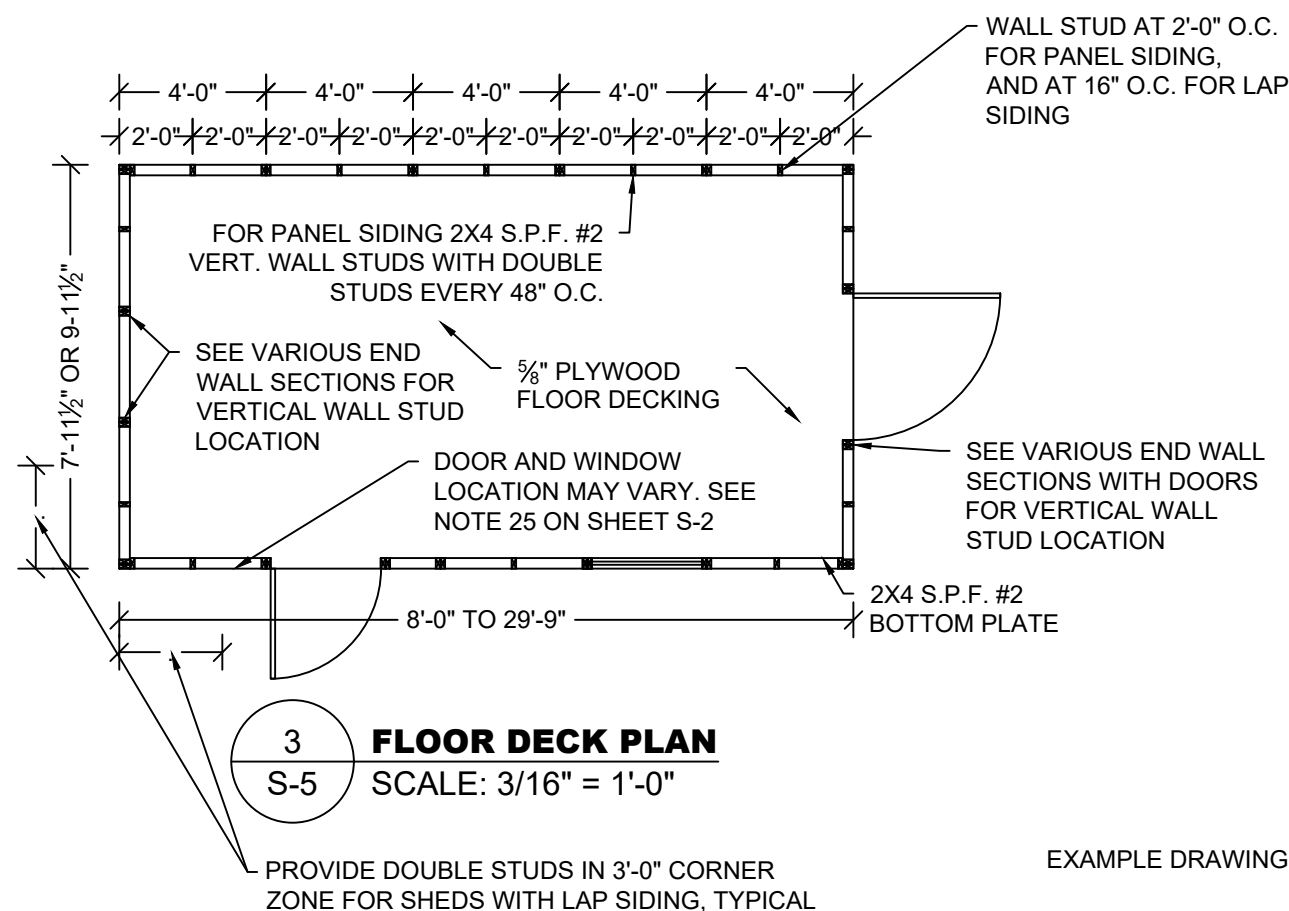 WALL STUD AT 2'-0" O.C.
FOR PANEL SIDING,
AND AT 16" O.C. FOR LAP
SIDING
4'-0" 4'-0" 4'-0" 4'-0" 4'-0"
2'-0" 2'-0" 2'-0" 2'-0" 2'-0" 2'-0" 2'-0" 2'-0" 2'-0" 2'-0"
7'-11½" OR 9-11½"
FOR PANEL SIDING 2X4 S.P.F. #2
VERT. WALL STUDS WITH DOUBLE
STUDS EVERY 48" O.C.
SEE VARIOUS END
WALL SECTIONS FOR
VERTICAL WALL STUD
LOCATION
⅝" PLYWOOD
FLOOR DECKING
DOOR AND WINDOW
LOCATION MAY VARY. SEE
NOTE 25 ON SHEET S-2
SEE VARIOUS END WALL
SECTIONS WITH DOORS
FOR VERTICAL WALL
STUD LOCATION
2X4 S.P.F. #2
BOTTOM PLATE
8'-0" TO 29'-9"
3
S-5
FLOOR DECK PLAN
SCALE: 3/16" = 1'-0"
PROVIDE DOUBLE STUDS IN 3'-0" CORNER
ZONE FOR SHEDS WITH LAP SIDING, TYPICAL
EXAMPLE DRAWING